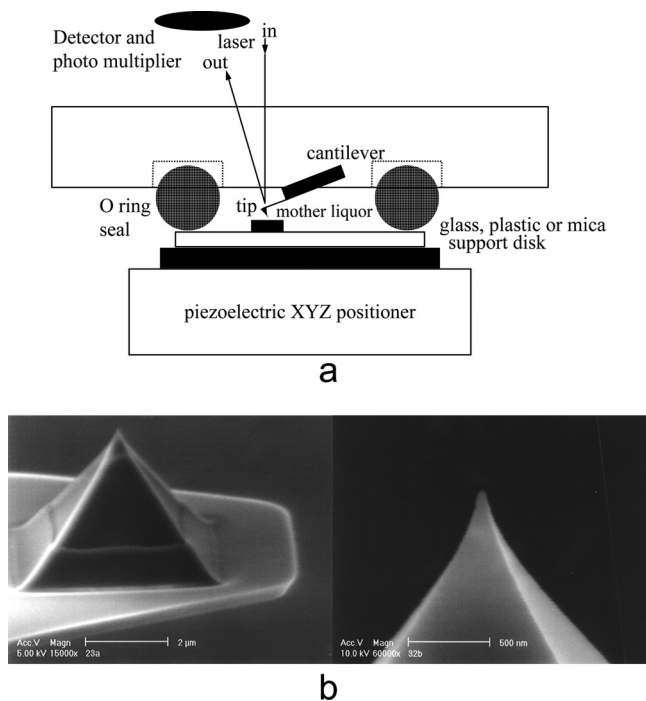 Detector and
photo multiplier
laser
in
out
cantilever
O ring
seal
tip
mother liquor
glass, plastic or mica
support disk
piezoelectric XYZ positioner
a
Acc.V Magn 2 µm
5.00 kV 15000x 23a
Acc.V Magn 500 nm
10.0 kV 60000x 32b
b